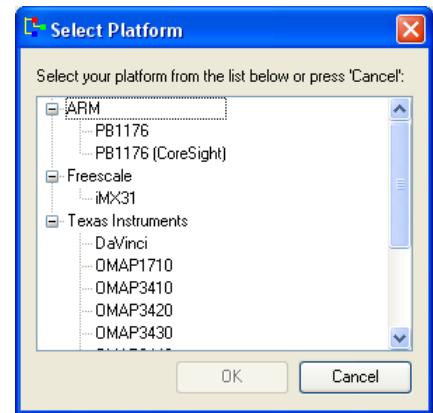 Select Platform
Select your platform from the list below or press 'Cancel':
ARM
PB1176
PB1176 (CoreSight)
Freescale
iMX31
Texas Instruments
DaVinci
OMAP1710
OMAP3410
OMAP3420
OMAP3430
OK
Cancel